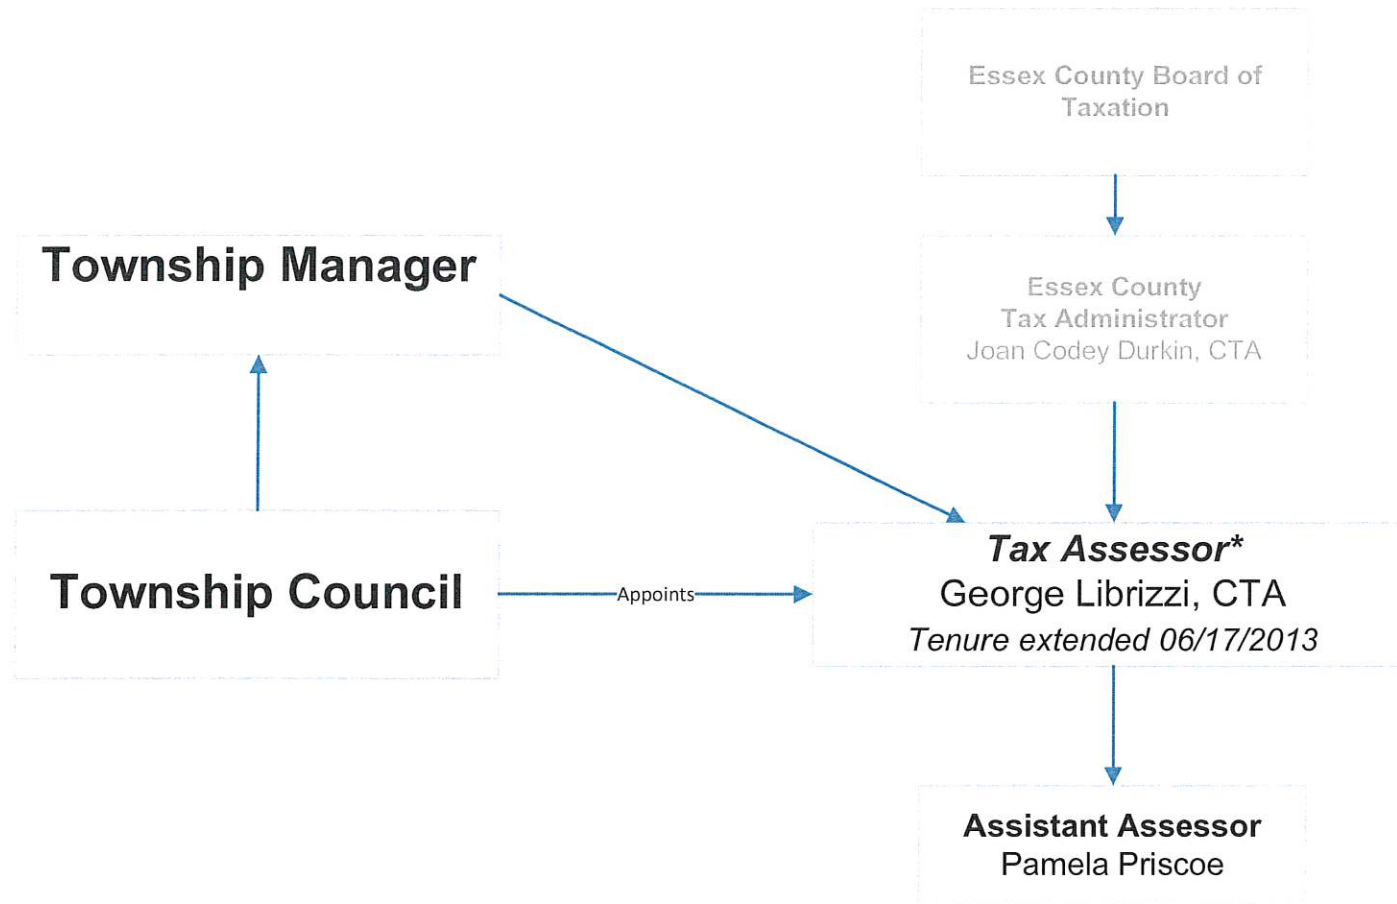 Essex County Board of
Taxation
Township Manager
Essex County
Tax Administrator
Joan Codey Durkin, CTA
Township Council
Appoints
Tax Assessor*
George Librizzi, CTA
Tenure extended 06/17/2013
Assistant Assessor
Pamela Priscoe